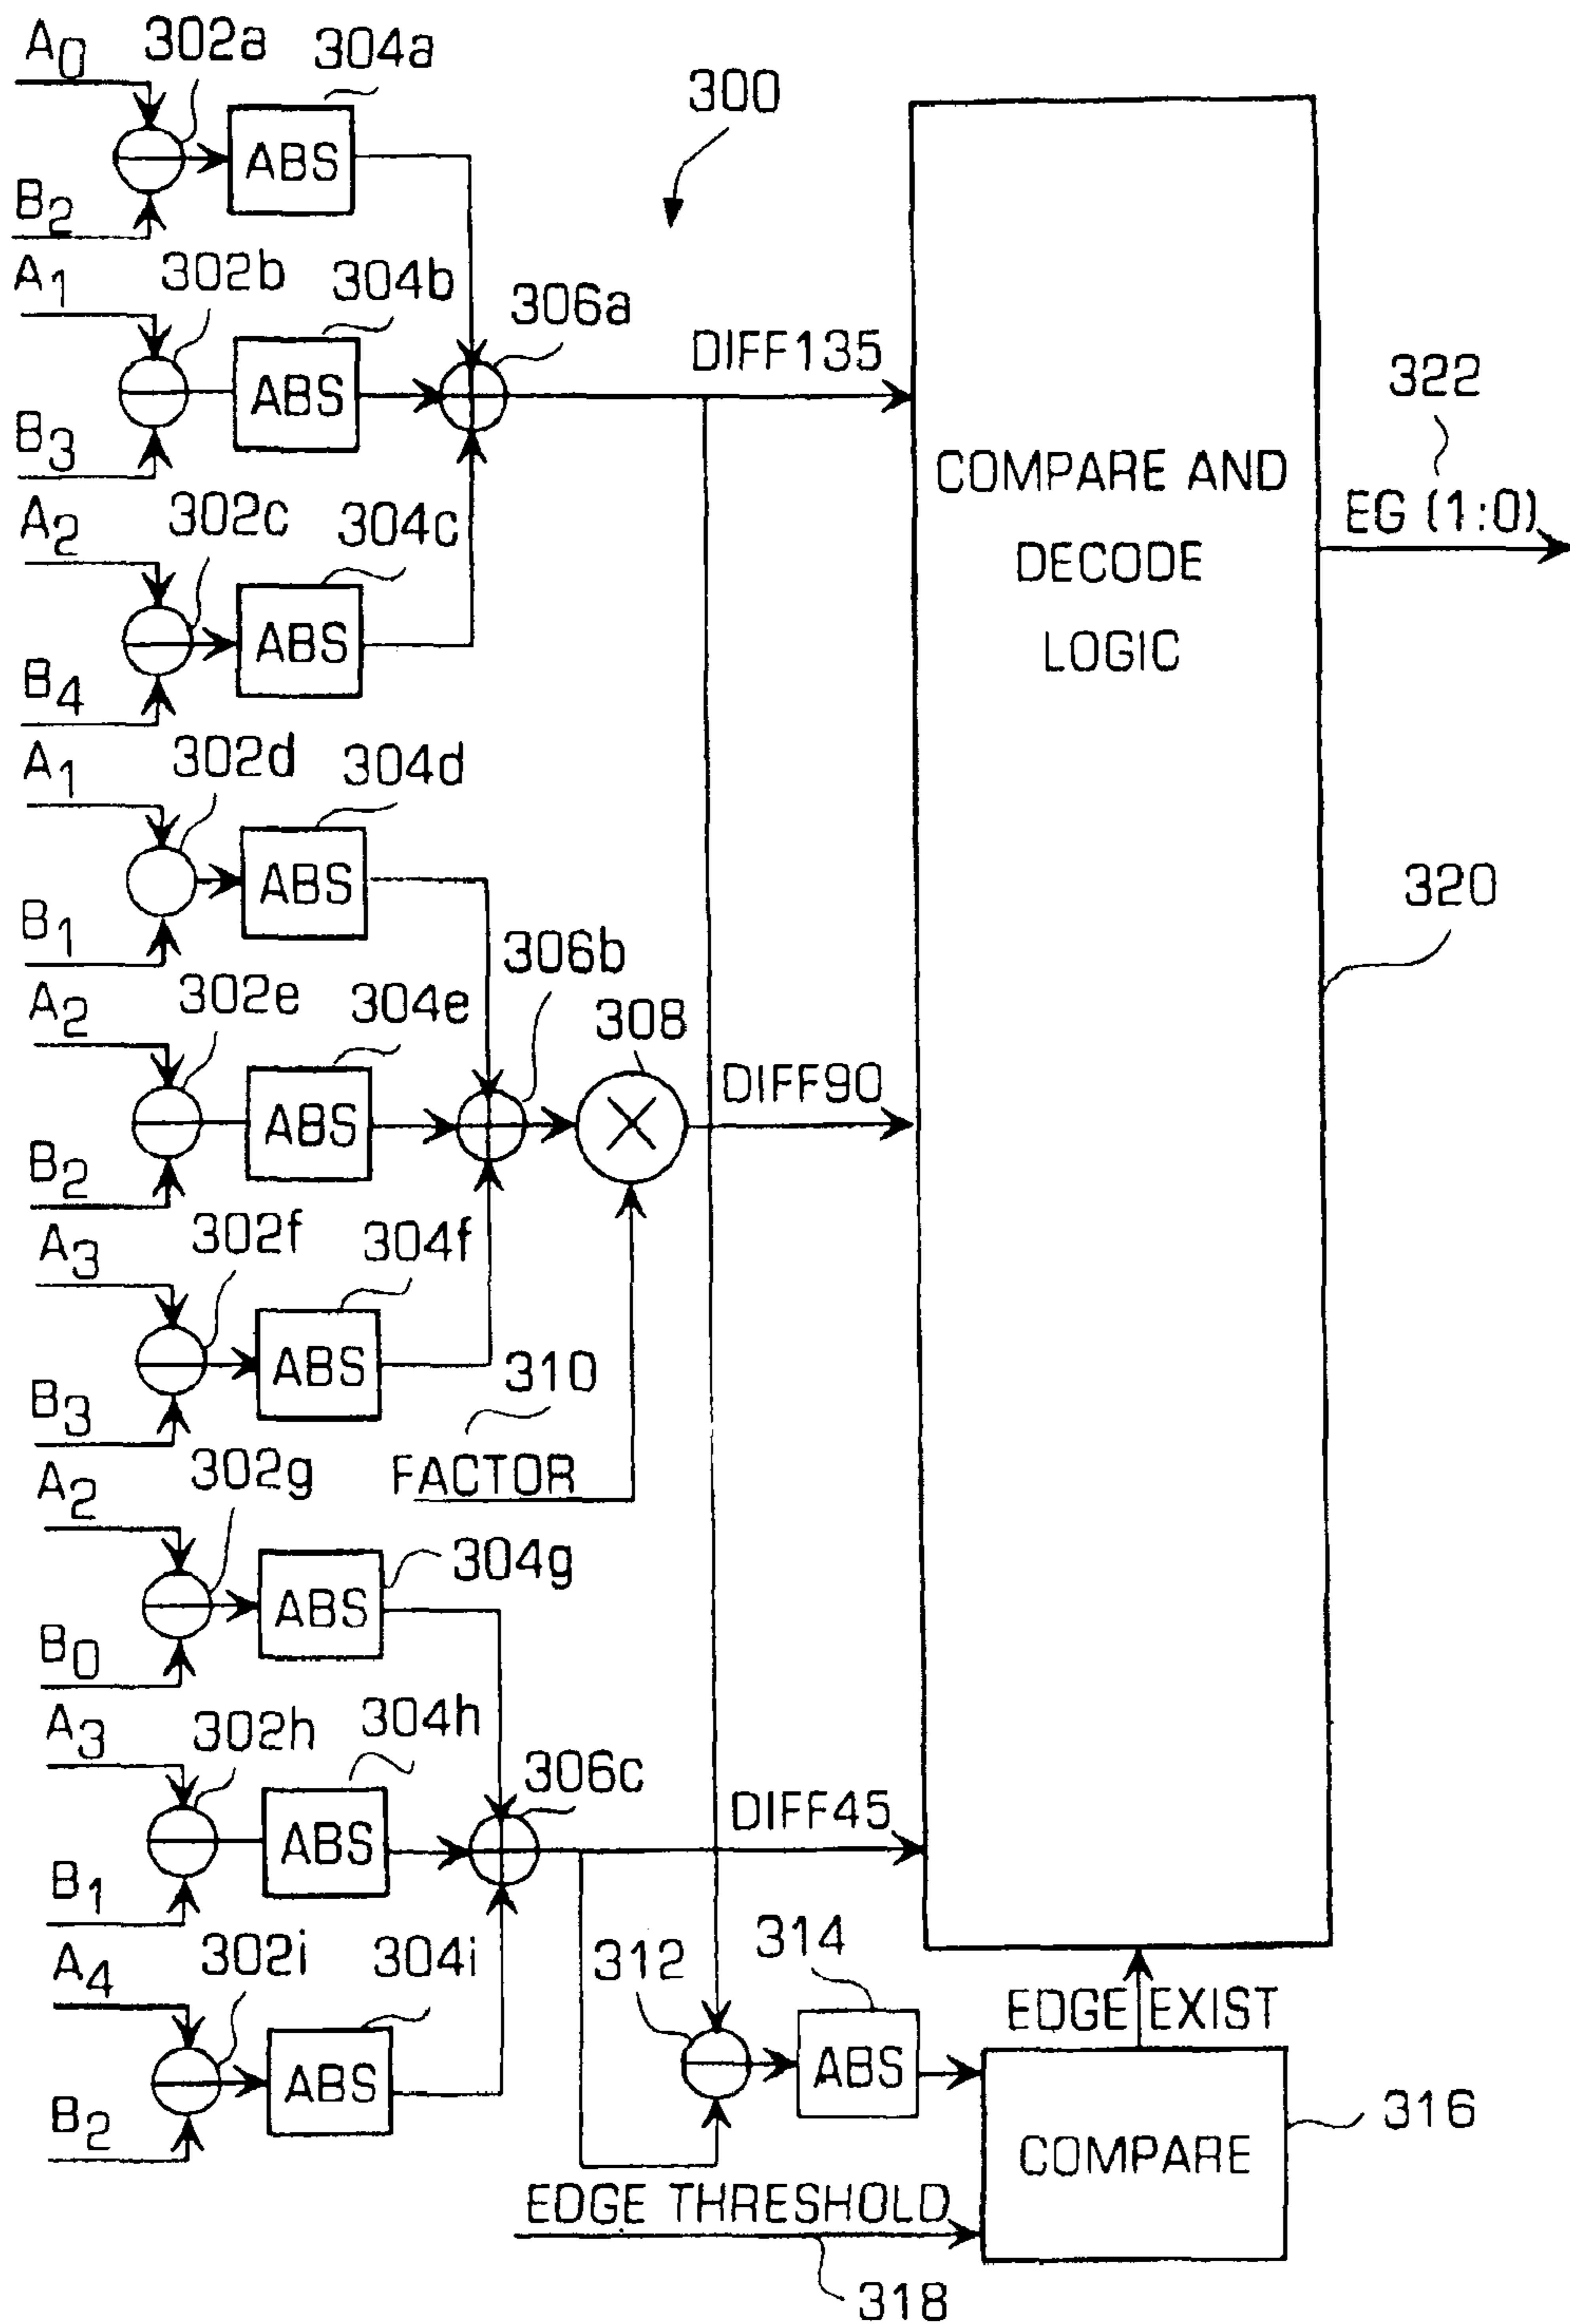 A0 302a 304a
300
ABS
B2
A1 302b 304b 306a
DIFF135
ABS
B3
322
COMPARE AND
DECODE
LOGIC
EG (1:0)
A2 302c 304c
ABS
B4
A1 302d 304d
ABS
320
B1
306b
A2 302e 304e 308
DIFF90
ABS
B2
A3 302f 304f
ABS
310
B3
FACTOR
A2 302g
304g
ABS
B0
A3 302h 304h
306c
DIFF45
ABS
B1
A4 302i 304i 312 314
EDGE EXIST
ABS
ABS
B2
316
COMPARE
EDGE THRESHOLD
318